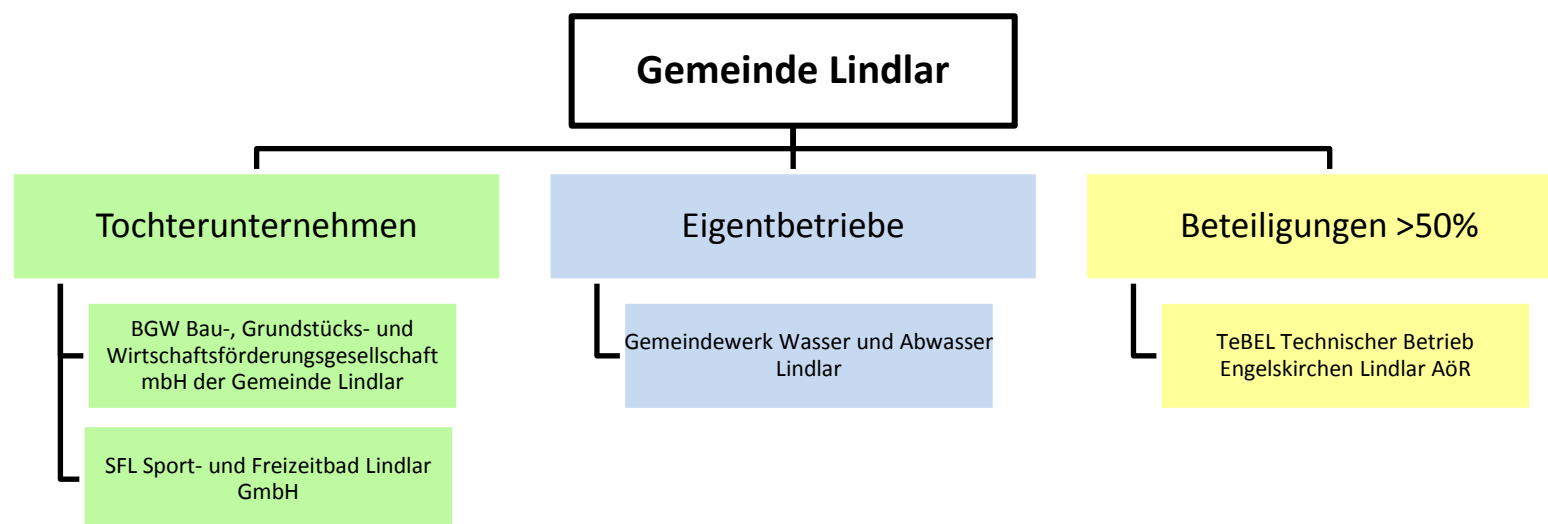 Gemeinde Lindlar
Tochterunternehmen
Eigentbetriebe
Beteiligungen >50%
BGW Bau-, Grundstücks- und
Wirtschaftsförderungsgesellschaft
mbH der Gemeinde Lindlar
SFL Sport- und Freizeitbad Lindlar
GmbH
Gemeindewerk Wasser und Abwasser
Lindlar
TeBEL Technischer Betrieb
Engelskirchen Lindlar AöR